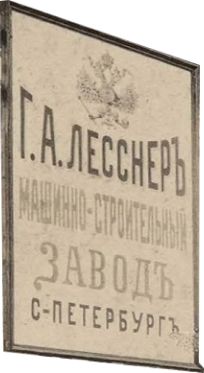 Г. А. ЛЕССНЕРЪ
МАШИННО-СТРОИТЕЛЬНЫЙ
ЗАВОДЪ
С-ПЕТЕРБУРГЪ